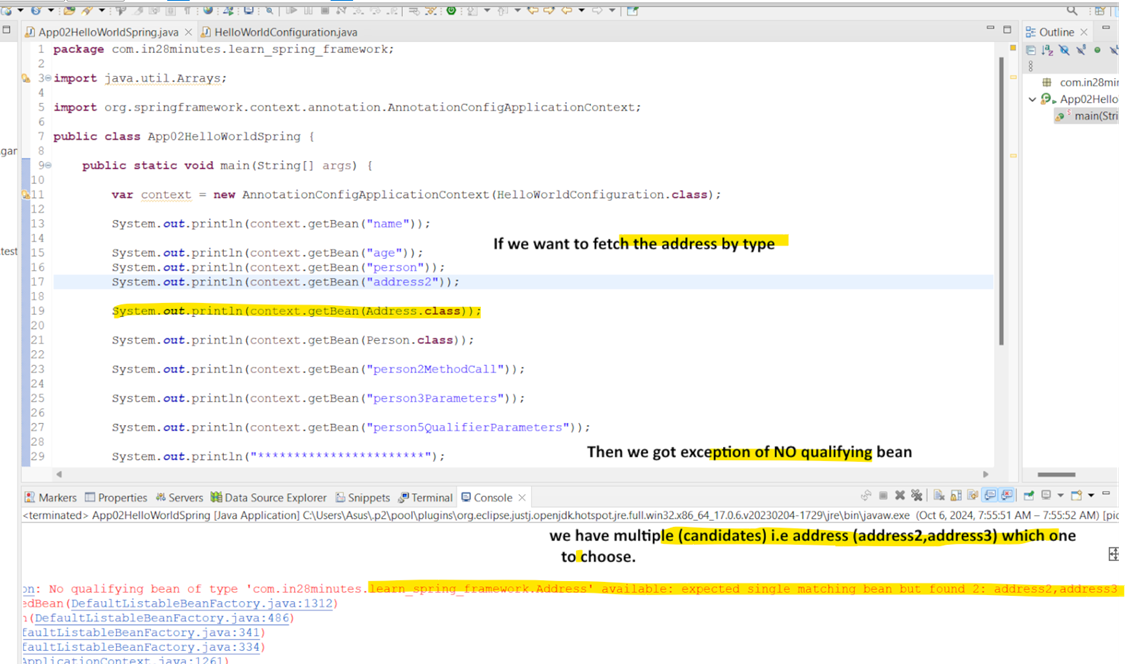 App02HelloWorldSpring.java HelloWorldConfiguration.java
Outline
1 package com.in28minutes.learn_spring_framework;
2
3 import java.util.Arrays;
4
5 import org.springframework.context.annotation.AnnotationConfigApplicationContext;
6
7 public class App02HelloWorldSpring {
8
9 public static void main(String[] args) {
10
11 var context = new AnnotationConfigApplicationContext(HelloWorldConfiguration.class);
12
13 System.out.println(context.getBean("name"));
14
If we want to fetch the address by type
15 System.out.println(context.getBean("age"));
16 System.out.println(context.getBean("person"));
17 System.out.println(context.getBean("address2"));
18
19 System.out.println(context.getBean(Address.class));
20
21 System.out.println(context.getBean(Person.class));
22
23 System.out.println(context.getBean("person2MethodCall"));
24
25 System.out.println(context.getBean("person3Parameters"));
26
27 System.out.println(context.getBean("person5QualifierParameters"));
28
Then we got exception of NO qualifying bean
29 System.out.println("***********************");
com.in28min
App02Hello
main(Stri
gar
test
Markers Properties Servers Data Source Explorer Snippets Terminal Console
<terminated> App02HelloWorldSpring [Java Application] C:\Users\Asus\.p2\pool\plugins\org.eclipse.justj.openjdk.hotspot.jre.full.win32.x86_64_17.0.6.v20230204-1729\jre\bin\javaw.exe (Oct 6, 2024, 7:55:51 AM – 7:55:52 AM) [pid
we have multiple (candidates) i.e address (address2,address3) which one
to choose.
on: No qualifying bean of type 'com.in28minutes.learn_spring_framework.Address' available: expected single matching bean but found 2: address2,address3
edBean(DefaultListableBeanFactory.java:1312)
n(DefaultListableBeanFactory.java:486)
faultListableBeanFactory.java:341)
faultListableBeanFactory.java:334)
ApplicationContext.java:1261)